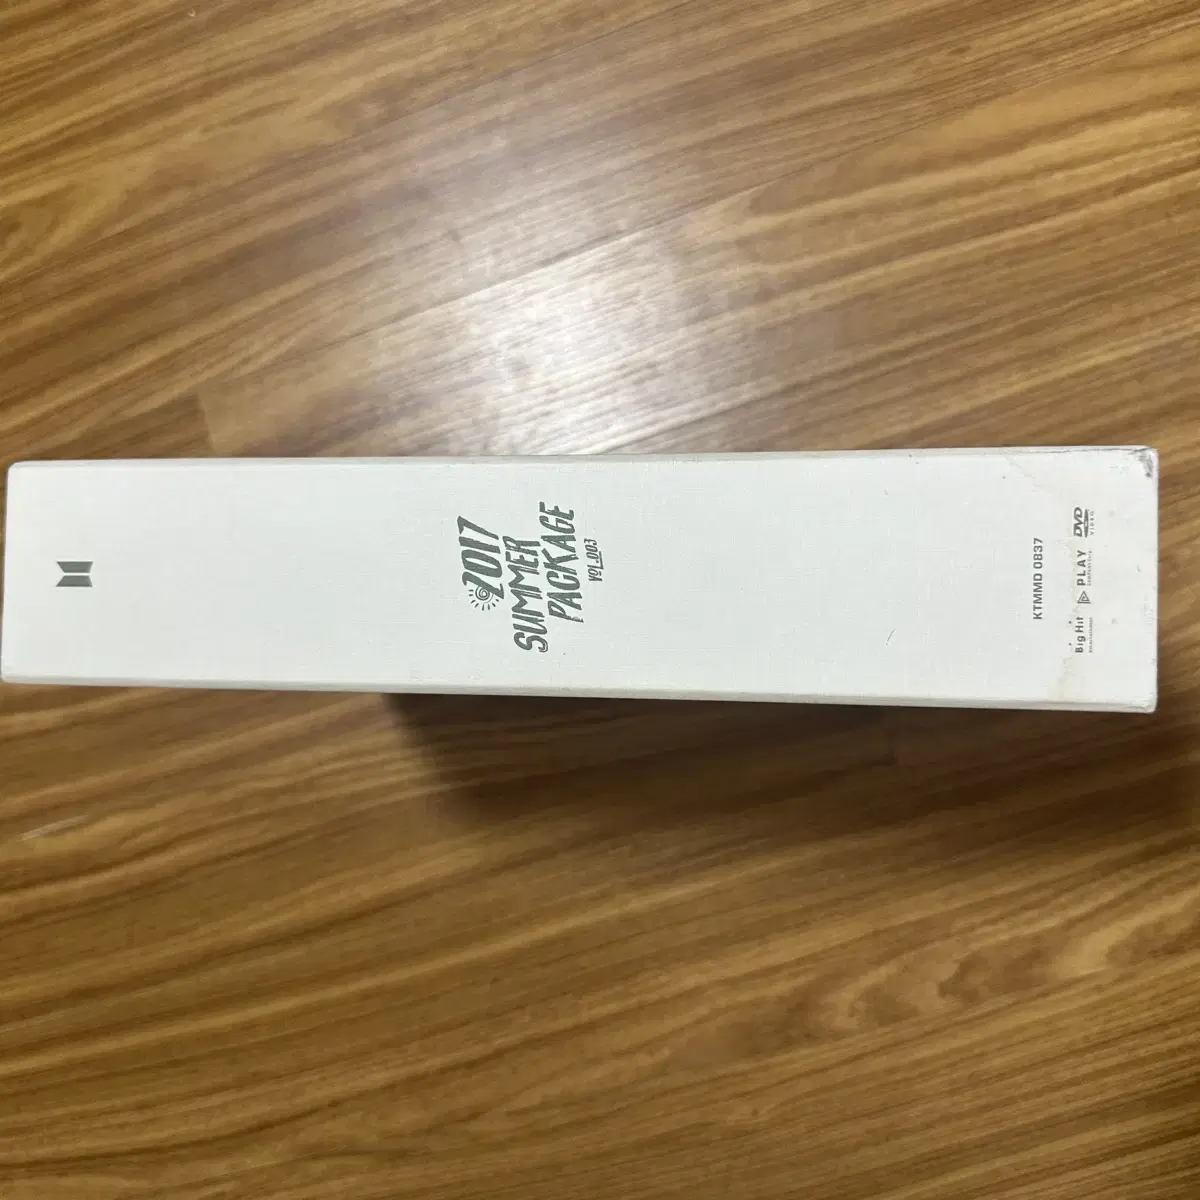 2017
SUMMER
PACKAGE
VOL.003
KTMMD 0837
Big Hit
PLAY
DVD
VIDEO